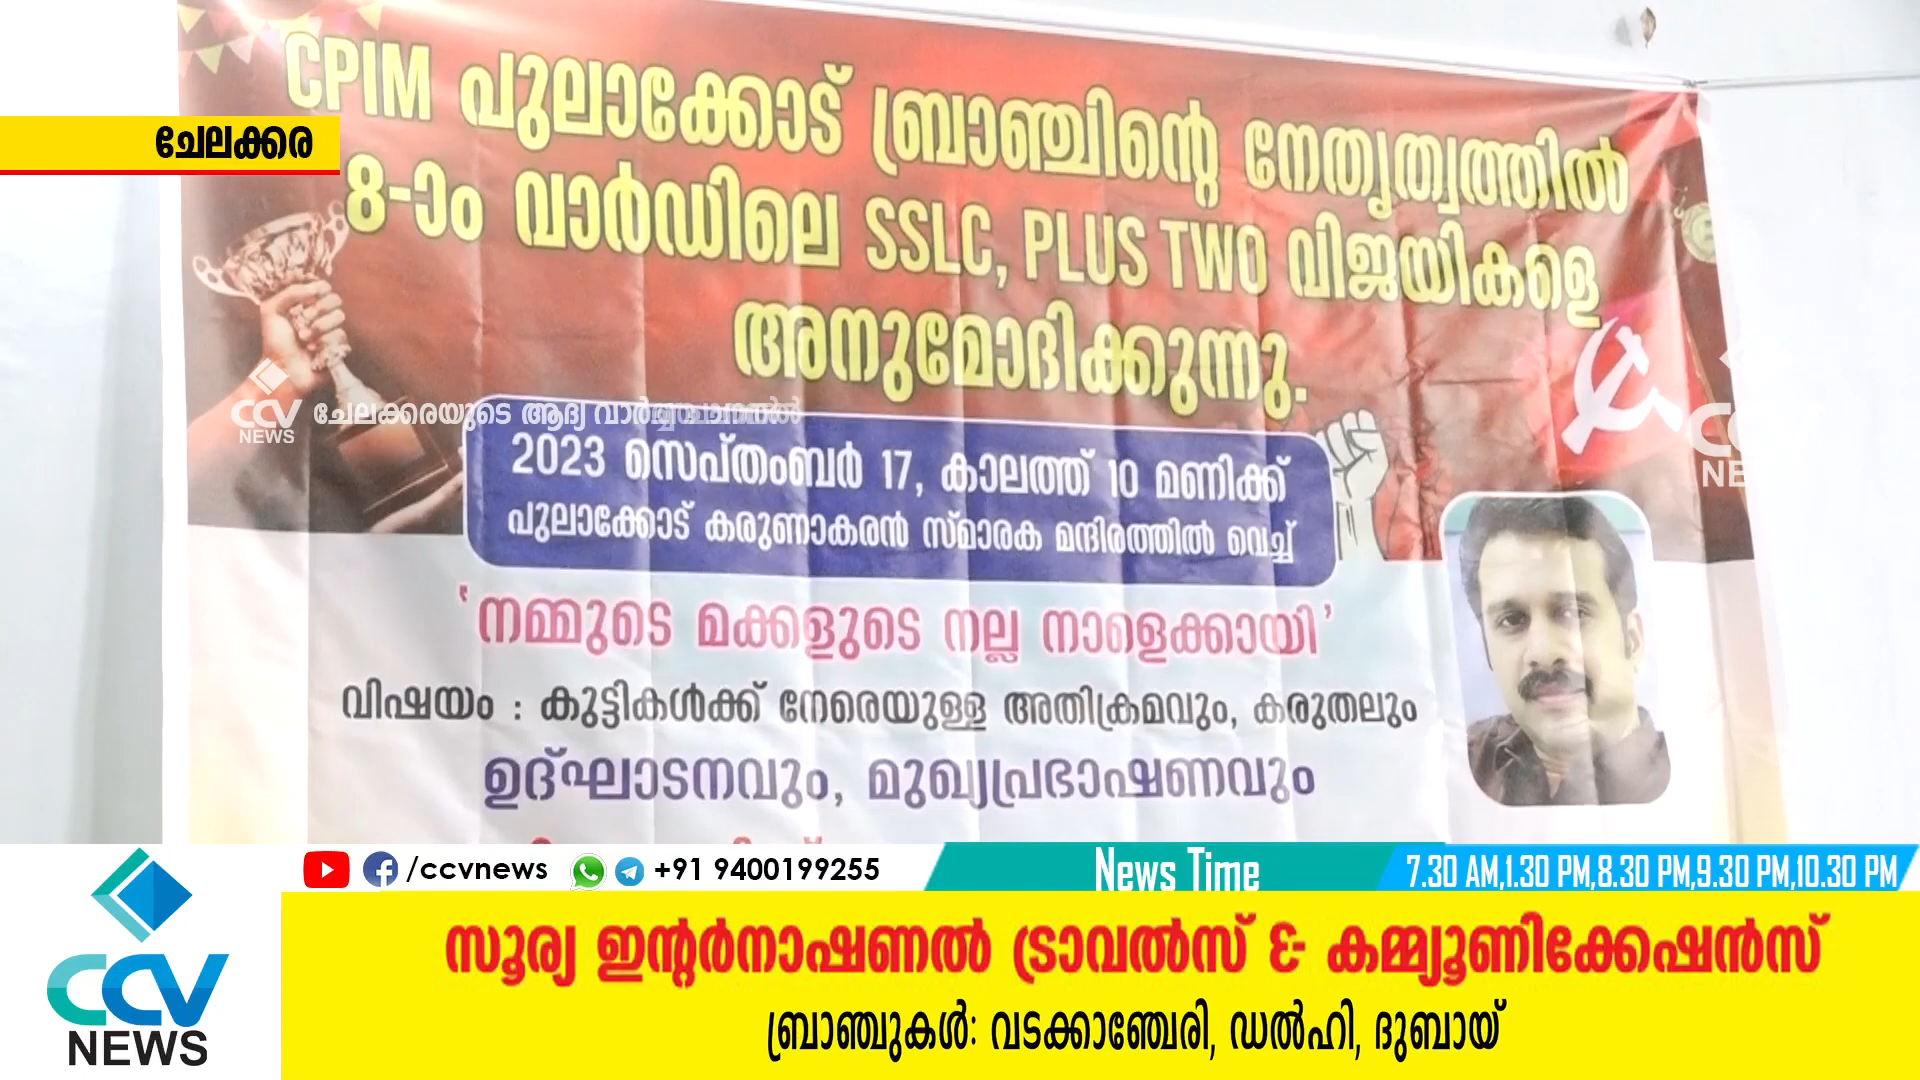 CPIM പുലാക്കോട് ബ്രാഞ്ചിന്റെ നേതൃത്വത്തിൽ
ചേലക്കര
8-ാം വാർഡിലെ SSLC, PLUS TWO വിജയികളെ
അനുമോദിക്കുന്നു.
CCV NEWS ചേലക്കരയുടെ ആദ്യ
2023 സെപ്തംബർ 17, കാലത്ത് 10 മണിക്ക്
പുലാക്കോട് കരുണാകരൻ സ്മാരക മന്ദിരത്തിൽ വെച്ച്
'നമ്മുടെ മക്കളുടെ നല്ല നാളെക്കായി'
വിഷയം : കുട്ടികൾക്ക് നേരെയുള്ള അതിക്രമവും, കരുതലും
ഉദ്ഘാടനവും, മുഖ്യപ്രഭാഷണവും
/ccvnews +91 9400199255 News Time 7.30 AM,1.30 PM,8.30 PM,9.30 PM,10.30 PM
CCV NEWS
സൂര്യ ഇന്റർനാഷണൽ ട്രാവൽസ് & കമ്മ്യൂണിക്കേഷൻസ്
ബ്രാഞ്ചുകൾ: വടക്കാഞ്ചേരി, ഡൽഹി, ദുബായ്